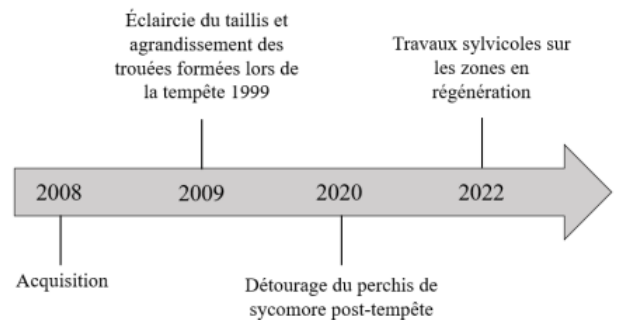 Éclaircie du taillis et
agrandissement des
trouées formées lors de
la tempête 1999
Travaux sylvicoles sur
les zones en
régénération
2008 2009 2020 2022
Acquisition
Détourage du perchis de
sycomore post-tempête